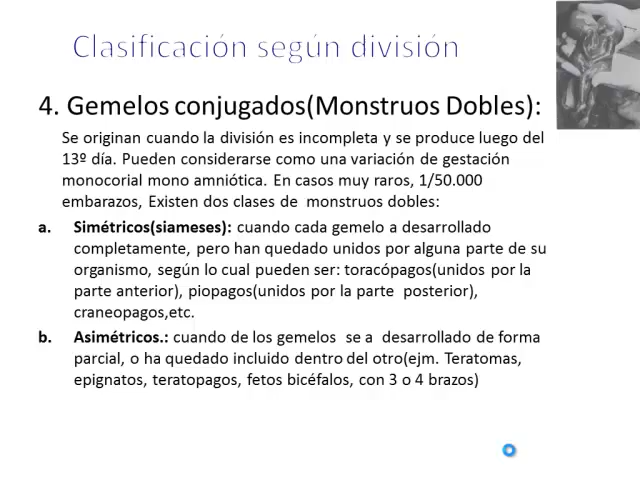 Clasificación según división
4. Gemelos conjugados(Monstruos Dobles):
Se originan cuando la división es incompleta y se produce luego del
13º día. Pueden considerarse como una variación de gestación
monocorial mono amniótica. En casos muy raros, 1/50.000
embarazos, Existen dos clases de monstruos dobles:
a. Simétricos(siameses): cuando cada gemelo a desarrollado
completamente, pero han quedado unidos por alguna parte de su
organismo, según lo cual pueden ser: toracópagos(unidos por la
parte anterior), piopagos(unidos por la parte posterior),
craneopagos,etc.
b. Asimétricos.: cuando de los gemelos se a desarrollado de forma
parcial, o ha quedado incluido dentro del otro(ejm. Teratomas,
epignatos, teratopagos, fetos bicéfalos, con 3 o 4 brazos)